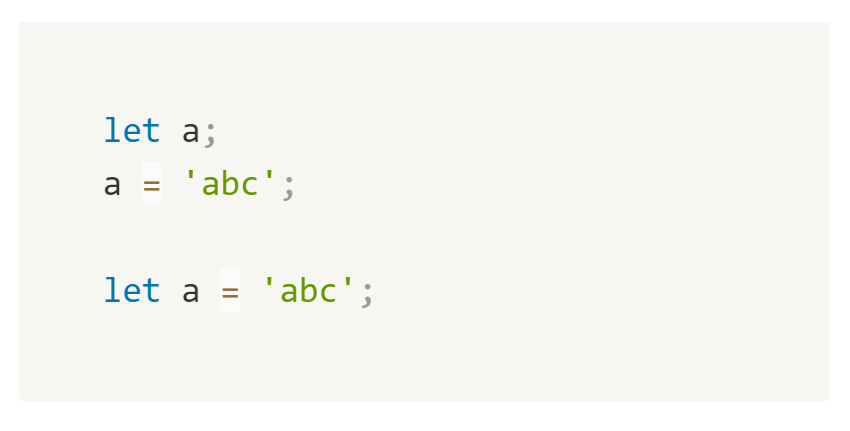 let a;
a = 'abc';
let a = 'abc';